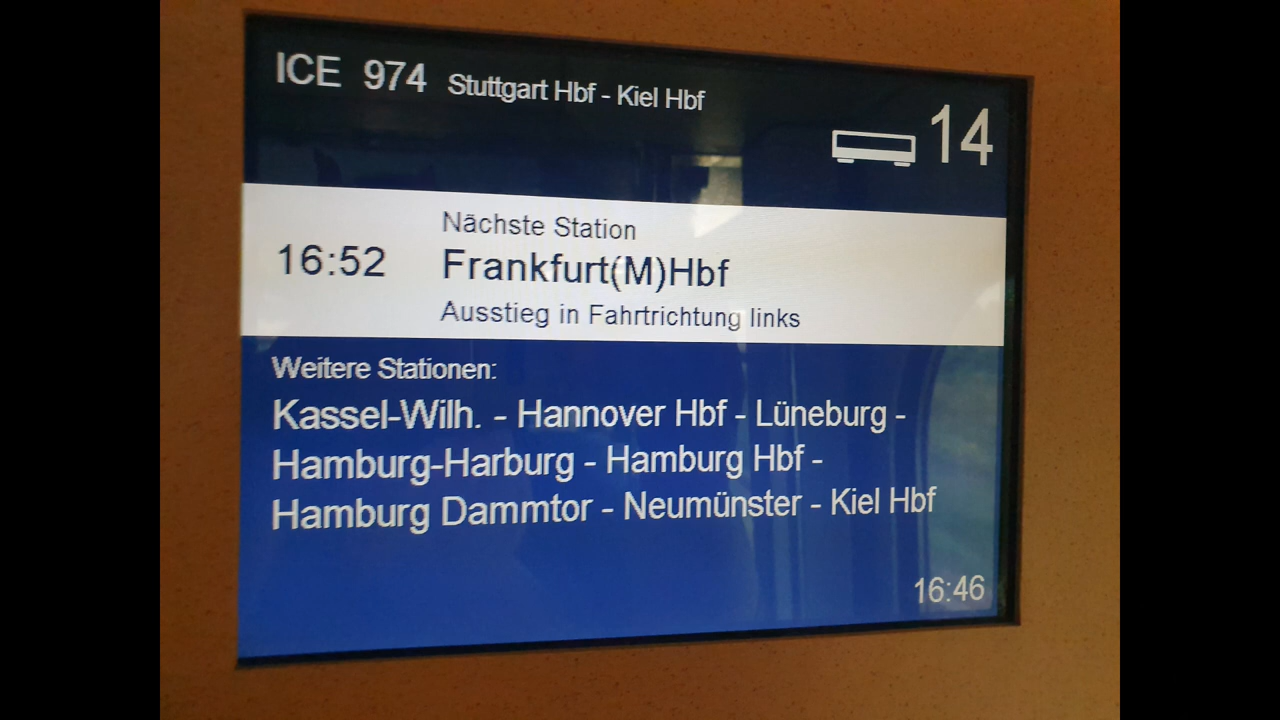 ICE 974 Stuttgart Hbf - Kiel Hbf
14
Nächste Station
16:52 Frankfurt(M)Hbf
Ausstieg in Fahrtrichtung links
Weitere Stationen:
Kassel-Wilh. - Hannover Hbf - Lüneburg -
Hamburg-Harburg - Hamburg Hbf -
Hamburg Dammtor - Neumünster - Kiel Hbf
16:46